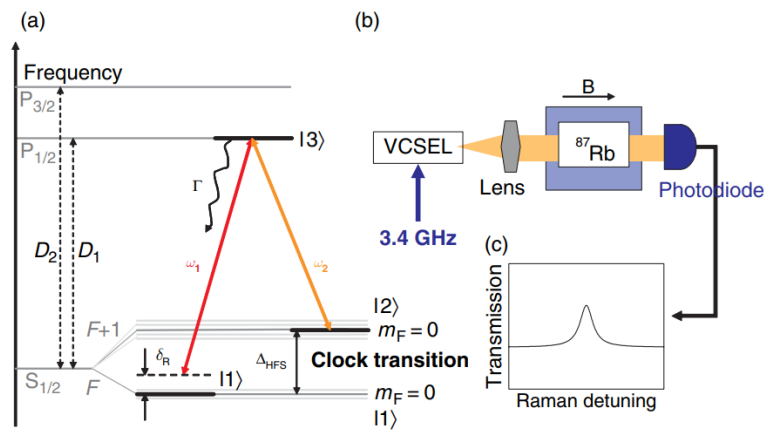 (a)
Frequency
P3/2
P1/2
|3⟩
Γ
D2
D1
ω1
ω2
|2⟩
F+1
mF = 0
δR
ΔHFS
Clock transition
S1/2
F
|1⟩
mF = 0
|1⟩
(b)
B
VCSEL
87Rb
Lens
Photodiode
3.4 GHz
(c)
Transmission
Raman detuning